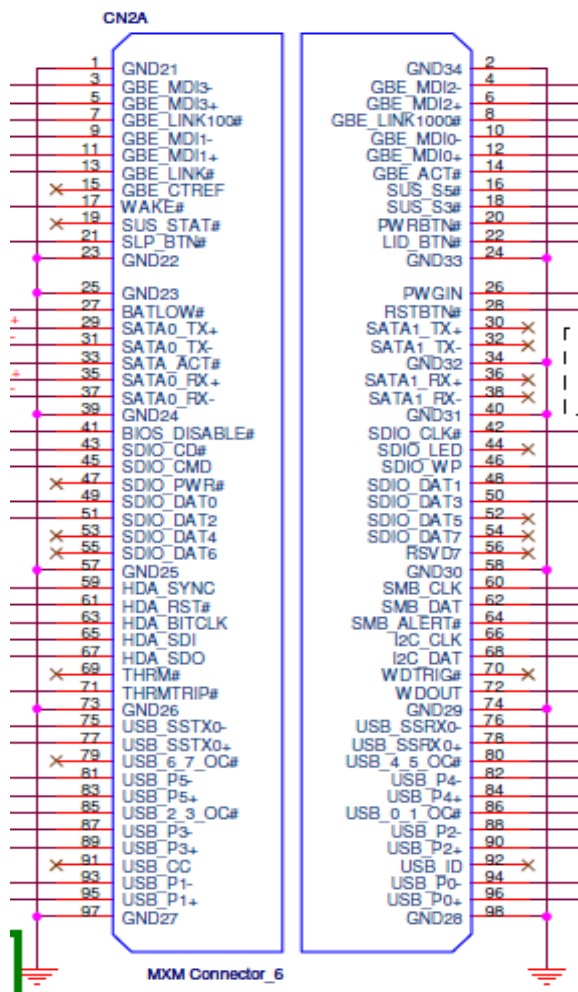 CN2A
1 GND21 GND34 2
3 GBE_MDI3- GBE_MDI2- 4
5 GBE_MDI3+ GBE_MDI2+ 6
7 GBE_LINK100# GBE_LINK1000# 8
9 GBE_MDI1- GBE_MDI0- 10
11 GBE_MDI1+ GBE_MDI0+ 12
13 GBE_LINK# GBE_ACT# 14
15 GBE_CTREF SUS_S5# 16
17 WAKE# SUS_S3# 18
19 SUS_STAT# PWRBTN# 20
21 SLP_BTN# LID_BTN# 22
23 GND22 GND33 24
25 GND23 PWGIN 26
27 BATLOW# RSTBTN# 28
29 SATA0_TX+ SATA1_TX+ 30
31 SATA0_TX- SATA1_TX- 32
33 SATA_ACT# GND32 34
35 SATA0_RX+ SATA1_RX+ 36
37 SATA0_RX- SATA1_RX- 38
39 GND24 GND31 40
41 BIOS_DISABLE# SDIO_CLK# 42
43 SDIO_CD# SDIO_LED 44
45 SDIO_CMD SDIO_WP 46
47 SDIO_PWR# SDIO_DAT1 48
49 SDIO_DAT0 SDIO_DAT3 50
51 SDIO_DAT2 SDIO_DAT5 52
53 SDIO_DAT4 SDIO_DAT7 54
55 SDIO_DAT6 RSVD7 56
57 GND25 GND30 58
59 HDA_SYNC SMB_CLK 60
61 HDA_RST# SMB_DAT 62
63 HDA_BITCLK SMB_ALERT# 64
65 HDA_SDI I2C_CLK 66
67 HDA_SDO I2C_DAT 68
69 THRM# WDTRIG# 70
71 THRMTRIP# WDOUT 72
73 GND26 GND29 74
75 USB_SSTX0- USB_SSRX0- 76
77 USB_SSTX0+ USB_SSRX0+ 78
79 USB_6_7_OC# USB_4_5_OC# 80
81 USB_P5- USB_P4- 82
83 USB_P5+ USB_P4+ 84
85 USB_2_3_OC# USB_0_1_OC# 86
87 USB_P3- USB_P2- 88
89 USB_P3+ USB_P2+ 90
91 USB_CC USB_ID 92
93 USB_P1- USB_P0- 94
95 USB_P1+ USB_P0+ 96
97 GND27 GND28 98
MXM Connector_6